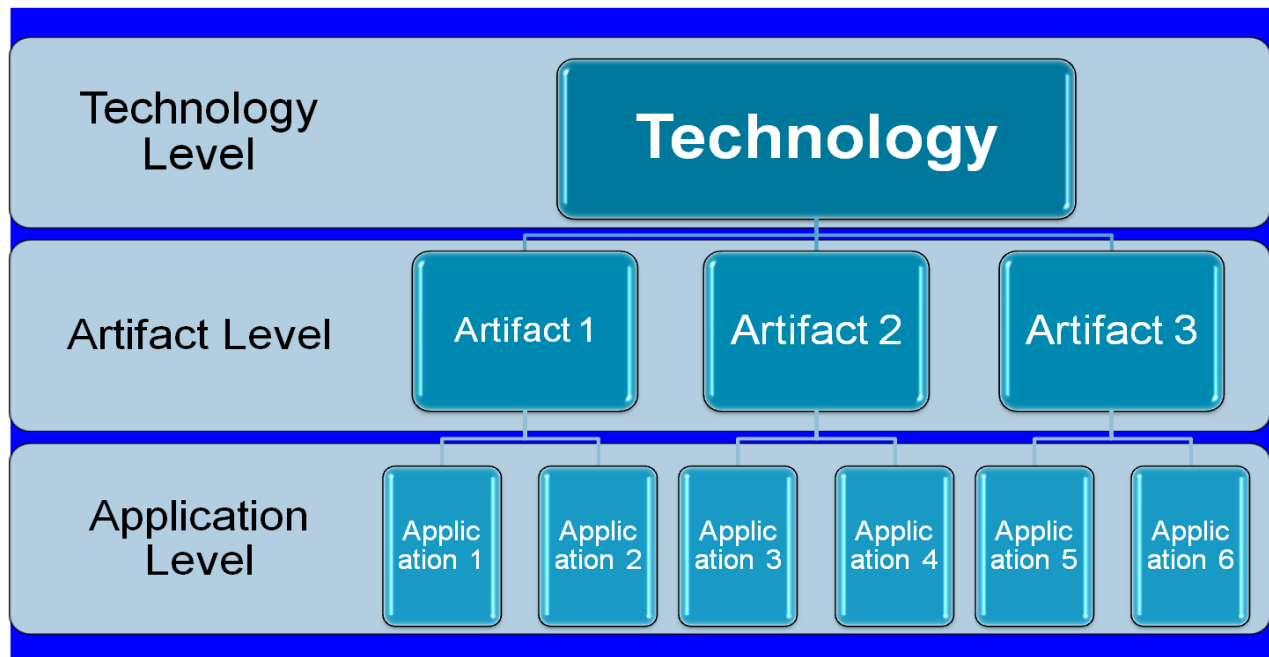 Technology
Level
Technology
Artifact Level
Artifact 1
Artifact 2
Artifact 3
Application
Level
Applic
ation 1
Applic
ation 2
Applic
ation 3
Applic
ation 4
Applic
ation 5
Applic
ation 6